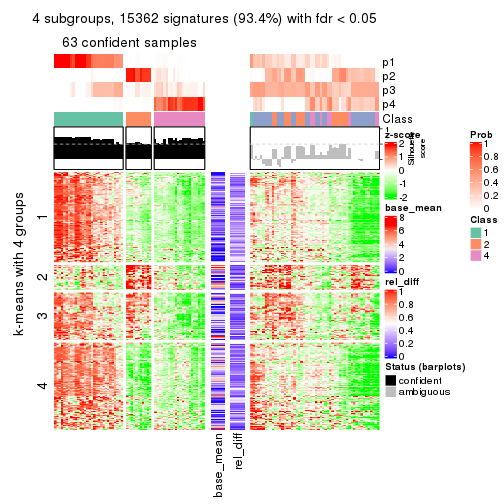 4 subgroups, 15362 signatures (93.4%) with fdr < 0.05
63 confident samples
p1
p2
p3
p4
Class
1
Silhouette
score
k-means with 4 groups
1
2
3
4
base_mean
rel_diff
z-score
2
1
0
-1
-2
base_mean
8
6
4
2
0
rel_diff
1
0.8
0.6
0.4
0.2
0
Status (barplots)
confident
ambiguous
Prob
1
0.8
0.6
0.4
0.2
0
Class
1
2
4